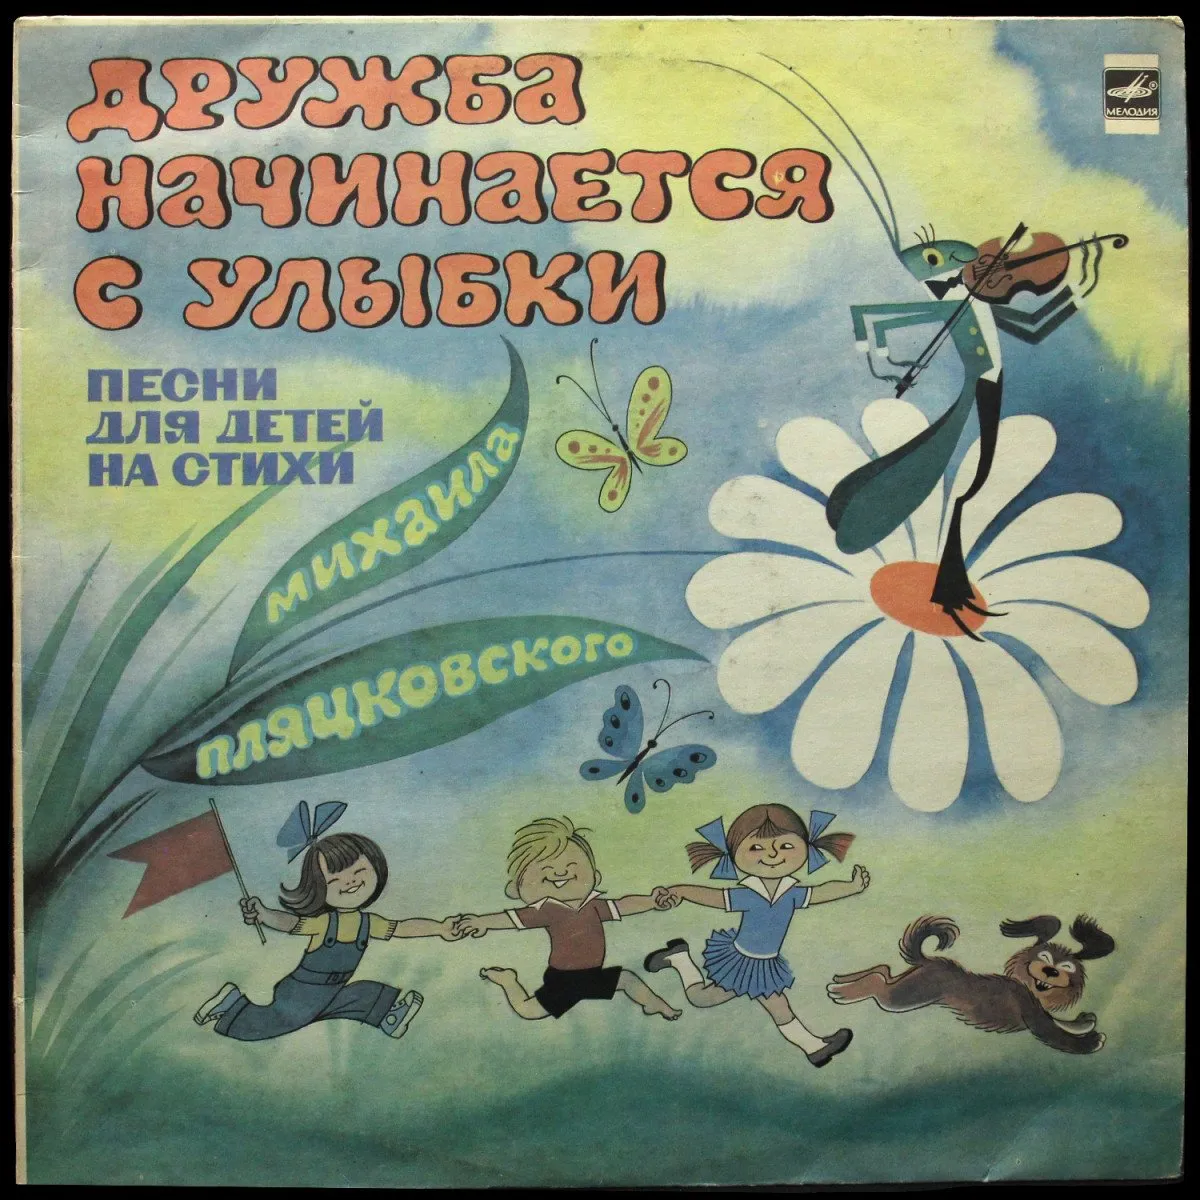 ДРУЖБА
НАЧИНАЕТСЯ
С УЛЫБКИ
МЕЛОДИЯ
ПЕСНИ
ДЛЯ ДЕТЕЙ
НА СТИХИ
МИХАИЛА
ПЛЯЦКОВСКОГО